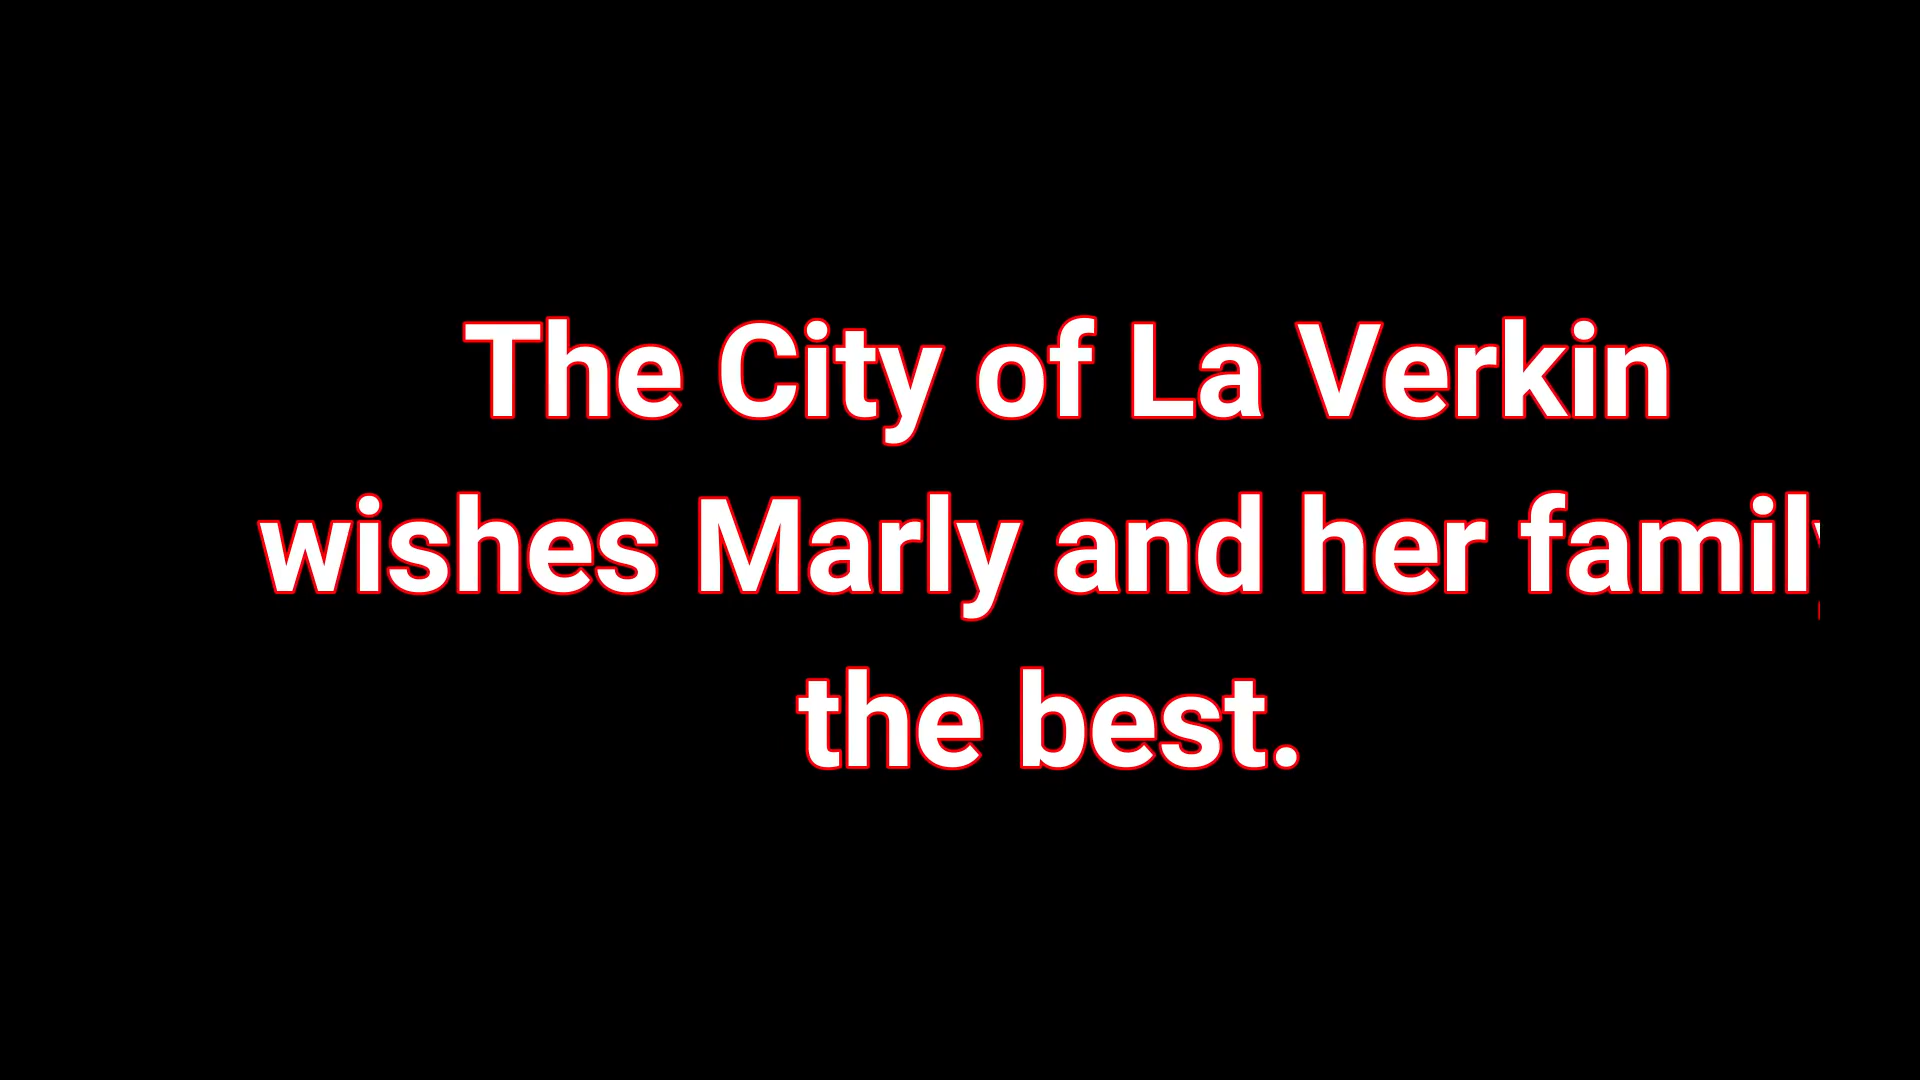 The City of La Verkin
wishes Marly and her family
the best.